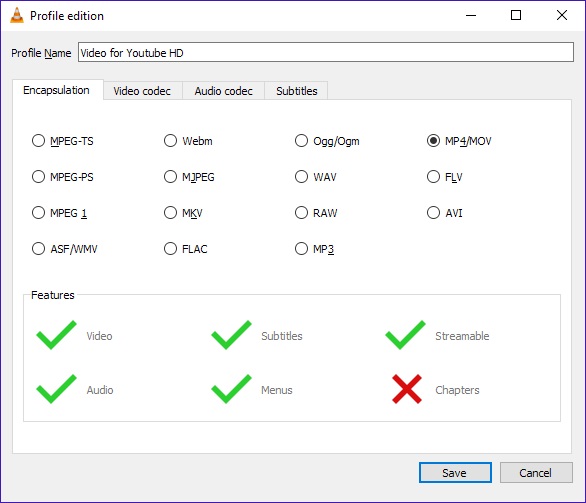 Profile edition
Profile Name Video for Youtube HD
Encapsulation Video codec Audio codec Subtitles
MPEG-TS Webm Ogg/Ogm MP4/MOV
MPEG-PS MJPEG WAV FLV
MPEG 1 MKV RAW AVI
ASF/WMV FLAC MP3
Features
Video Subtitles Streamable
Audio Menus Chapters
Save Cancel